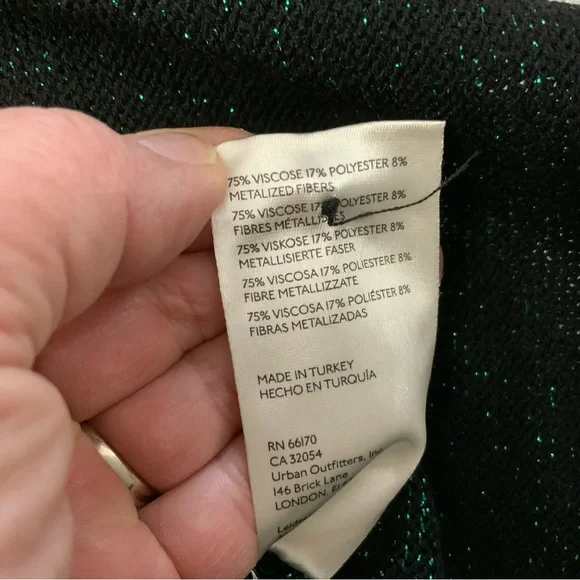 75% VISCOSE 17% POLYESTER 8%
METALIZED FIBERS
75% VISCOSE 17% POLYESTER 8%
FIBRES MÉTALLISÉES
75% VISKOSE 17% POLYESTER 8%
METALLISIERTE FASER
75% VISCOSA 17% POLIESTERE 8%
FIBRE METALLIZZATE
75% VISCOSA 17% POLIÉSTER 8%
FIBRAS METALIZADAS
MADE IN TURKEY
HECHO EN TURQUÍA
RN 66170
CA 32054
Urban Outfitters, Inc
146 Brick Lane
LONDON.